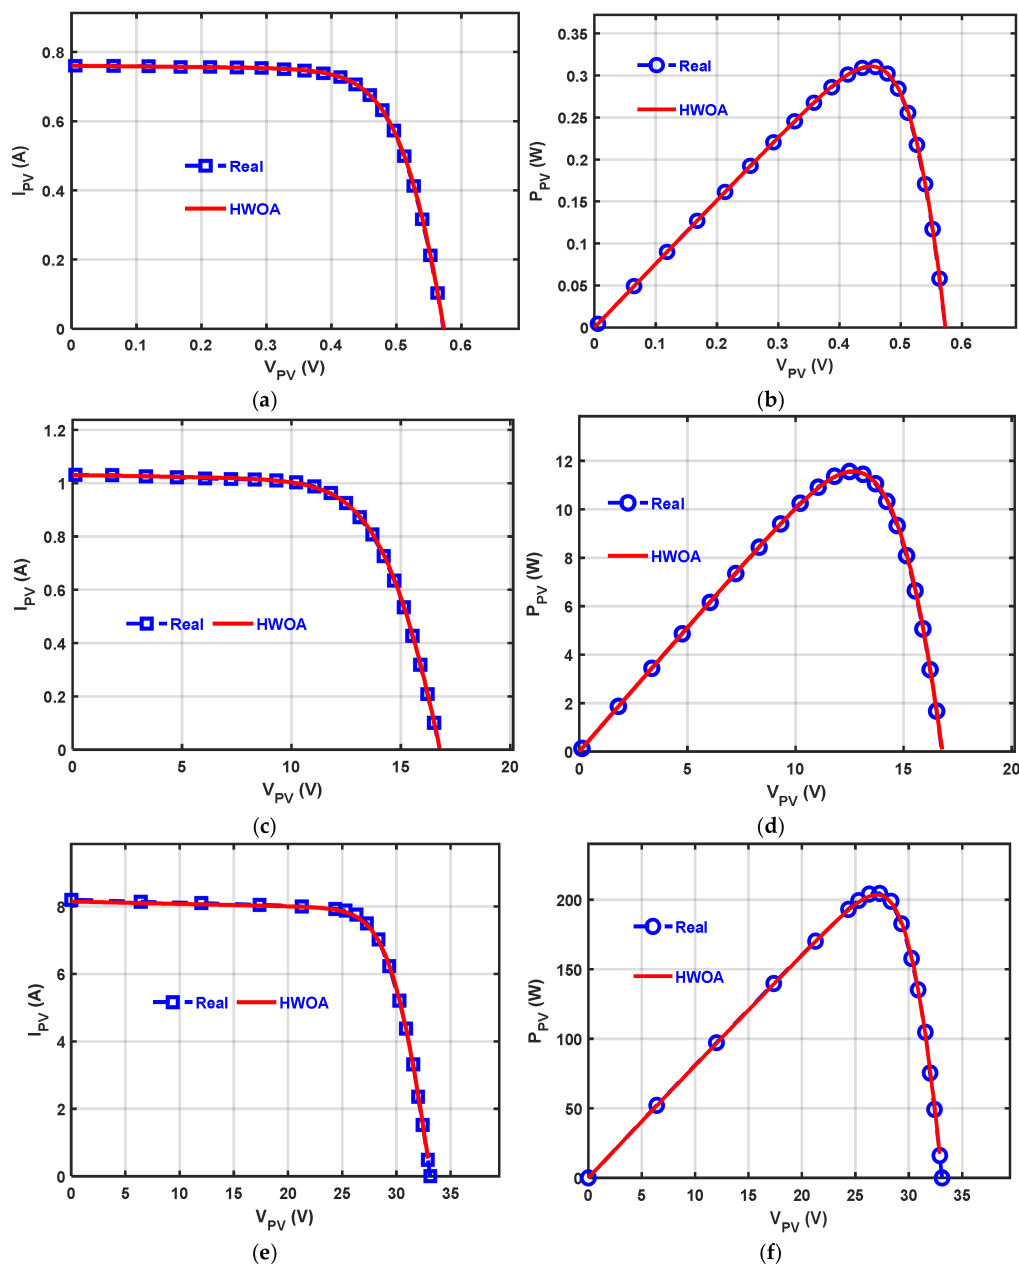 0.8
0.6
0.4
0.2
0
I_PV (A)
Real
HWOA
0 0.1 0.2 0.3 0.4 0.5 0.6
V_PV (V)
(a)
0.35
0.3
0.25
0.2
0.15
0.1
0.05
0
P_PV (W)
Real
HWOA
0 0.1 0.2 0.3 0.4 0.5 0.6
V_PV (V)
(b)
1.2
1
0.8
0.6
0.4
0.2
0
I_PV (A)
Real HWOA
0 5 10 15 20
V_PV (V)
(c)
12
10
8
6
4
2
0
P_PV (W)
Real
HWOA
0 5 10 15 20
V_PV (V)
(d)
8
6
4
2
0
I_PV (A)
Real HWOA
0 5 10 15 20 25 30 35
V_PV (V)
(e)
200
150
100
50
0
P_PV (W)
Real
HWOA
0 5 10 15 20 25 30 35
V_PV (V)
(f)